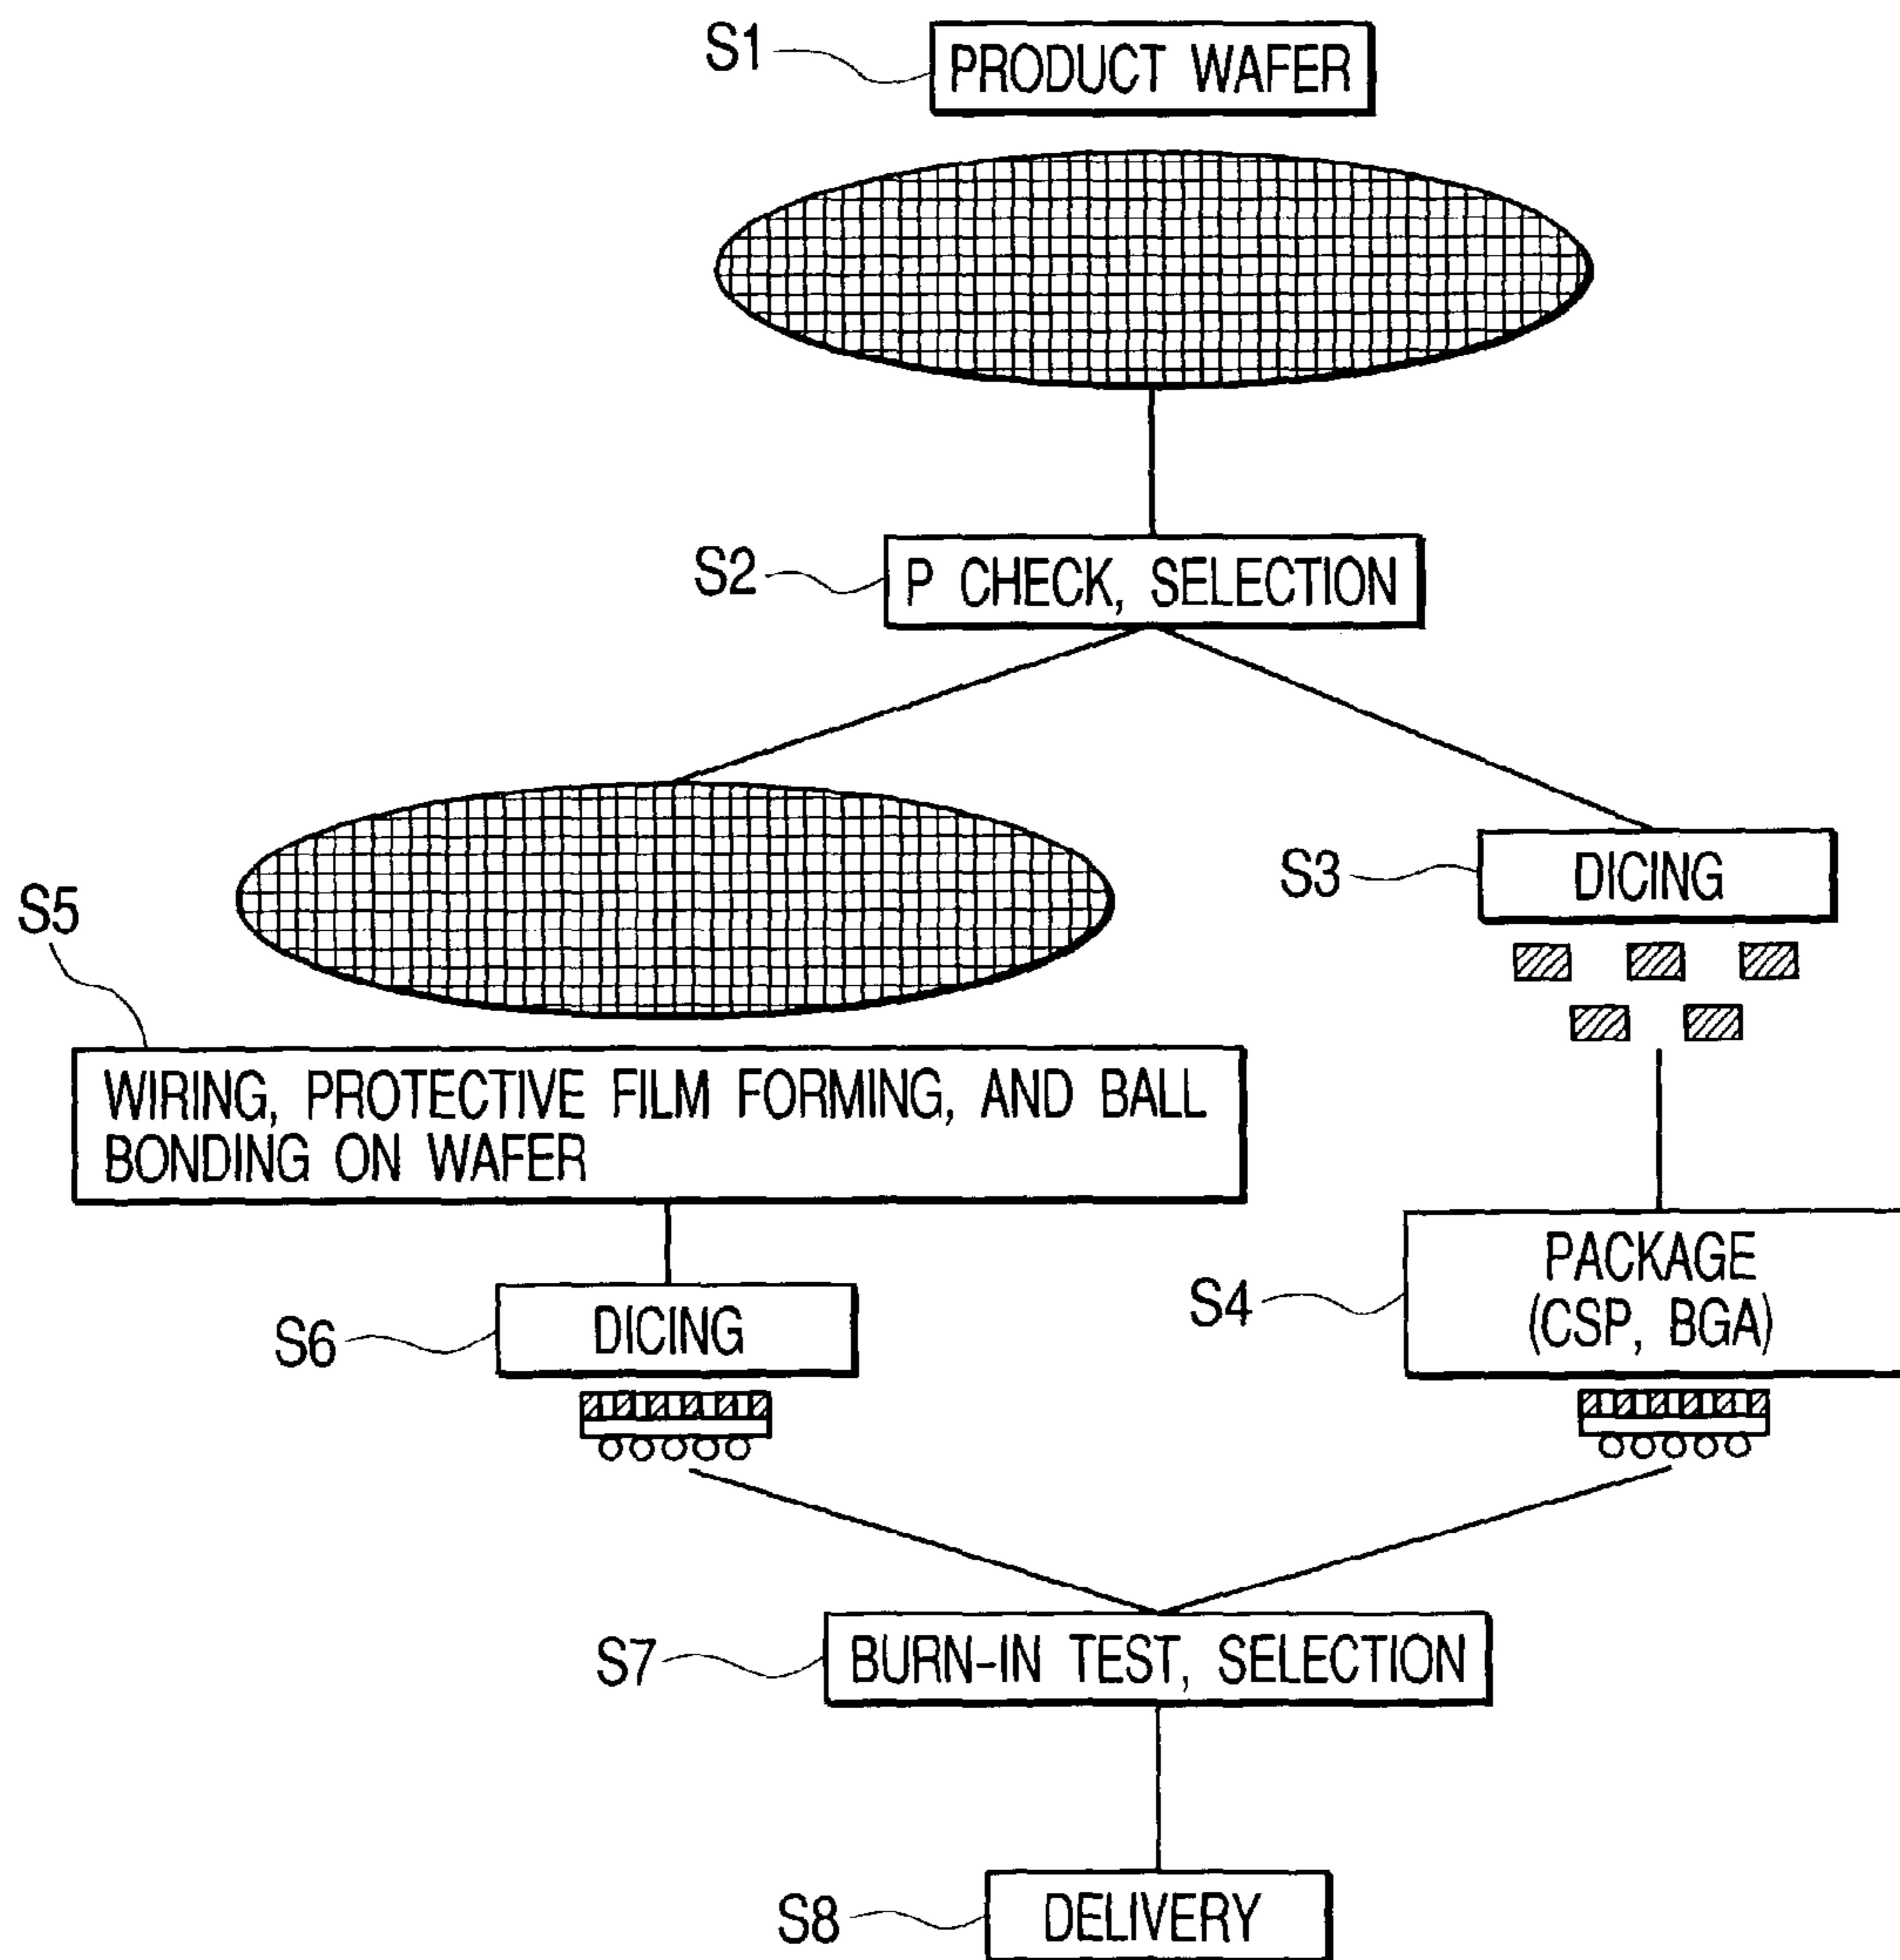 S1
PRODUCT WAFER
S2
P CHECK, SELECTION
S3
DICING
S5
WIRING, PROTECTIVE FILM FORMING, AND BALL
BONDING ON WAFER
S4
PACKAGE
(CSP, BGA)
S6
DICING
S7
BURN-IN TEST, SELECTION
S8
DELIVERY